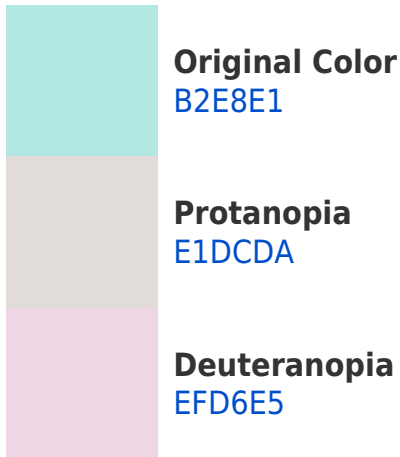 Original Color
B2E8E1
Protanopia
E1DCDA
Deuteranopia
EFD6E5